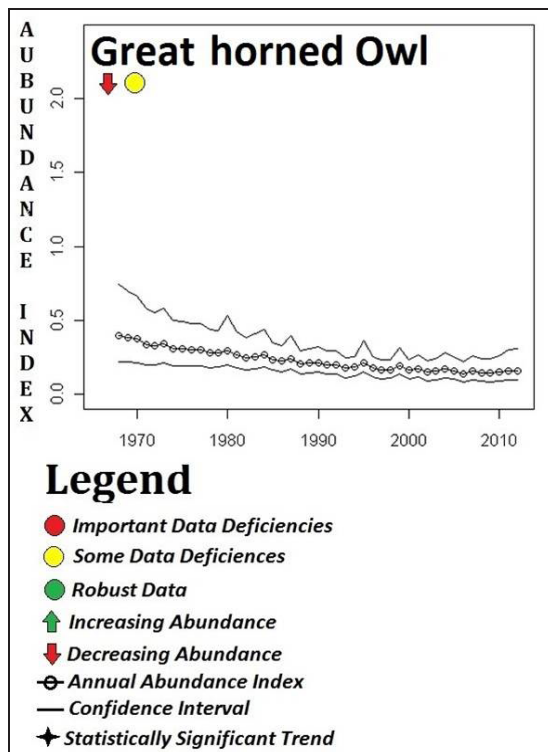 AUBUNDANCE INDEX
Great horned Owl
2.0
1.5
1.0
0.5
0.0
1970 1980 1990 2000 2010
Legend
Important Data Deficiencies
Some Data Deficiences
Robust Data
Increasing Abundance
Decreasing Abundance
Annual Abundance Index
Confidence Interval
Statistically Significant Trend